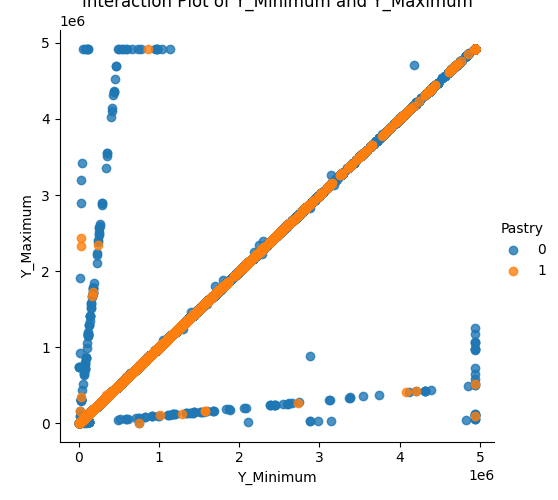 Interaction Plot of Y_Minimum and Y_Maximum
1e6
5
4
3
2
1
0
Y_Maximum
0
1
2
3
4
5
1e6
Y_Minimum
Pastry
0
1